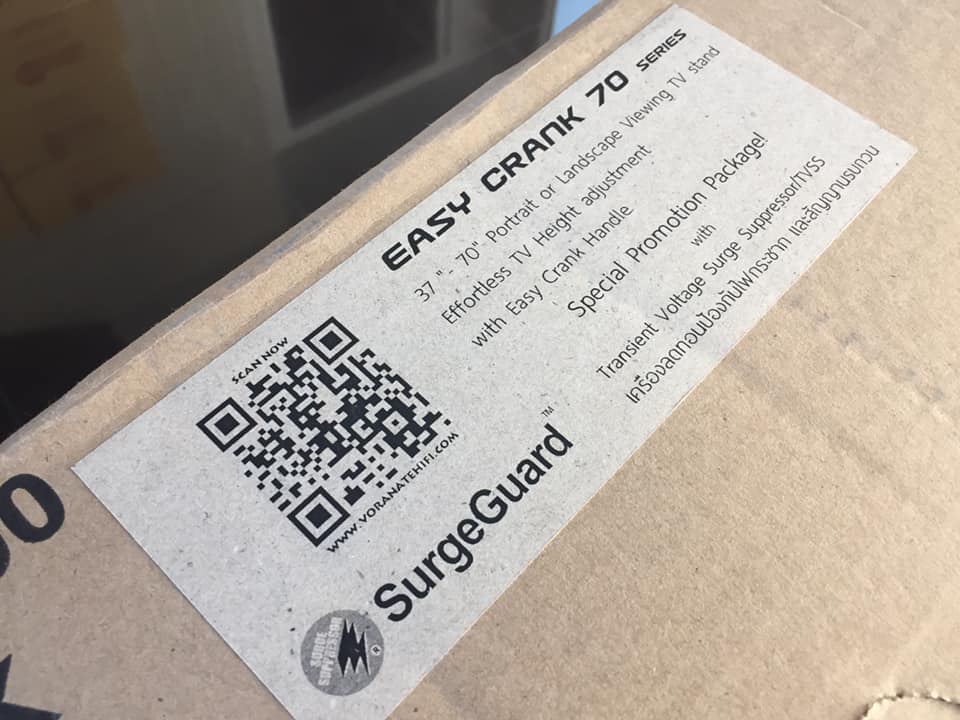 EASY CRANK 70 SERIES
37 "- 70" Portrait or Landscape Viewing TV stand
Effortless TV Height adjustment
with Easy Crank Handle
Special Promotion Package!
with
Transient Voltage Surge Suppressor/TVSS
เครื่องลดทอนป้องกันไฟกระชาก และสัญญาณรบกวน
SCAN NOW
WWW.VORANATEHIFI.COM
SurgeGuard™
SURGE
SUPPRESSOR